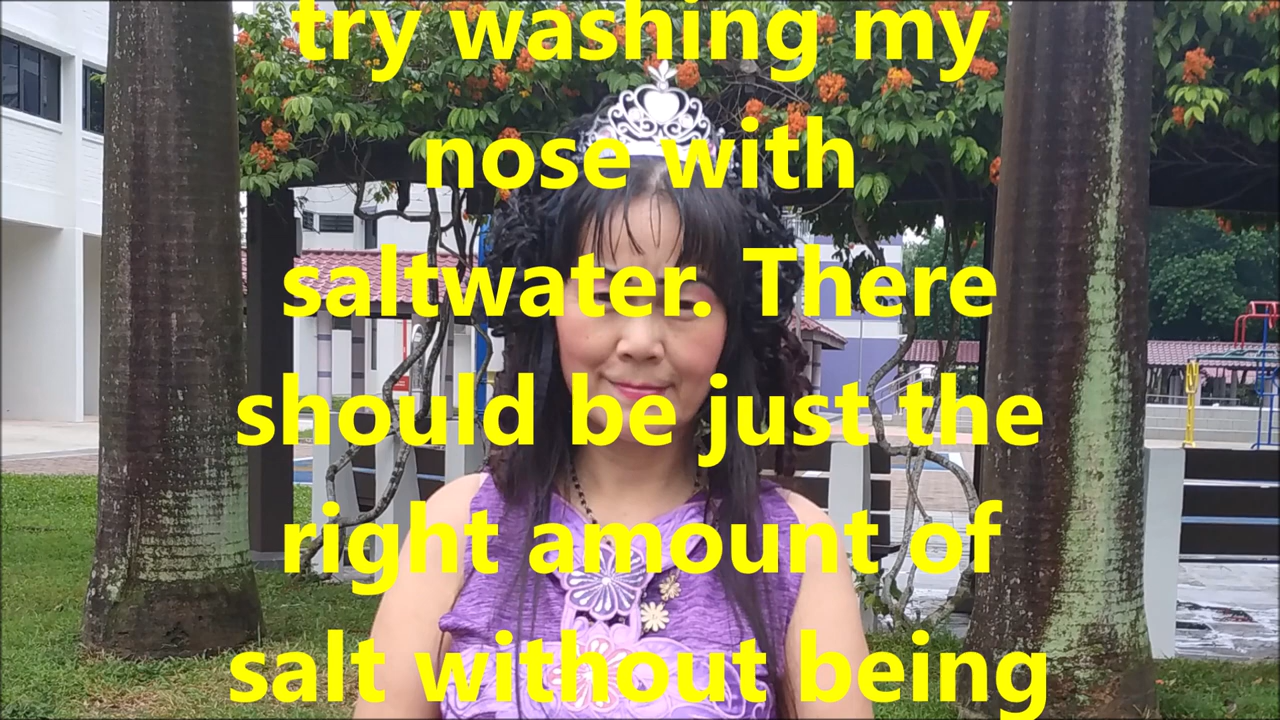 try washing my
nose with
saltwater. There
should be just the
right amount of
salt without being